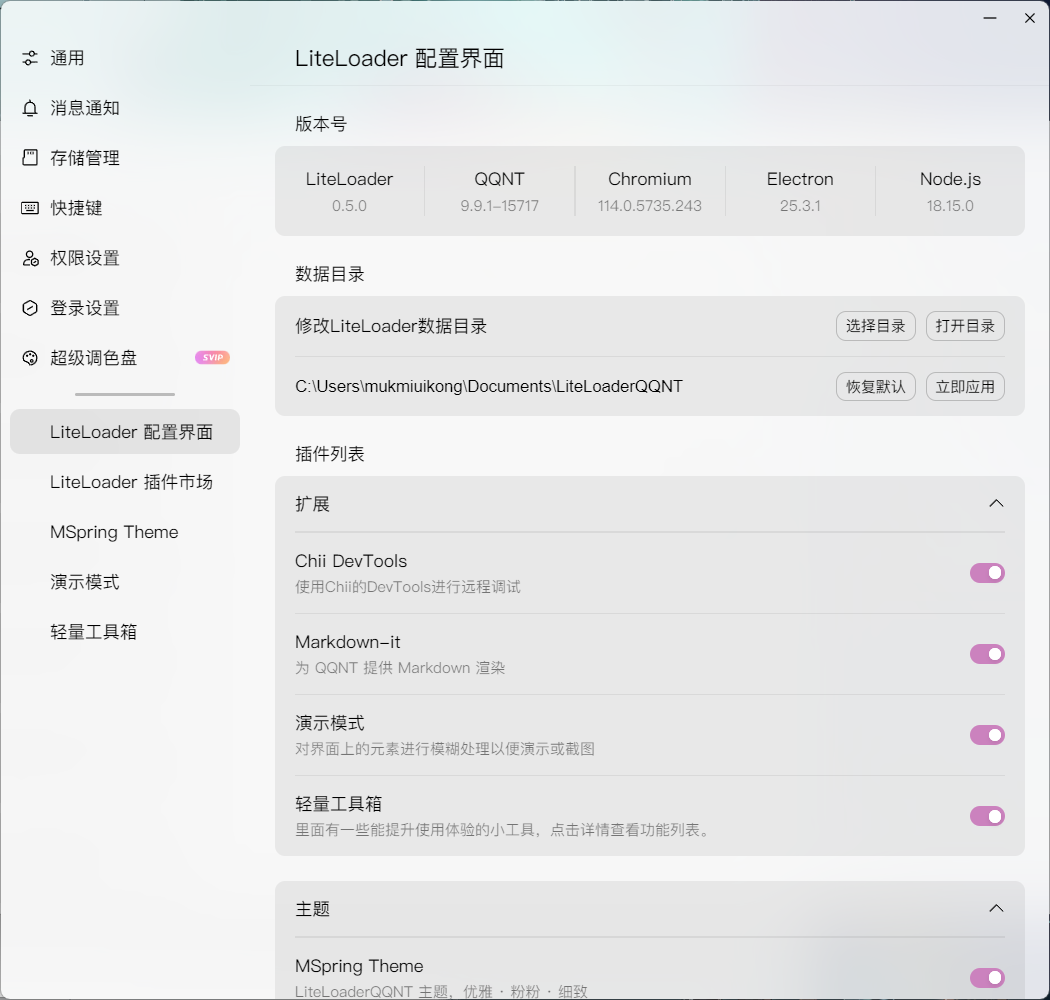 通用
消息通知
存储管理
快捷键
权限设置
登录设置
超级调色盘 SVIP
LiteLoader 配置界面
LiteLoader 插件市场
MSpring Theme
演示模式
轻量工具箱
LiteLoader 配置界面
版本号
LiteLoader QQNT Chromium Electron Node.js
0.5.0 9.9.1-15717 114.0.5735.243 25.3.1 18.15.0
数据目录
修改LiteLoader数据目录 选择目录 打开目录
C:\Users\mukmiuikong\Documents\LiteLoaderQQNT 恢复默认 立即应用
插件列表
扩展
Chii DevTools
使用Chii的DevTools进行远程调试
Markdown-it
为 QQNT 提供 Markdown 渲染
演示模式
对界面上的元素进行模糊处理以便演示或截图
轻量工具箱
里面有一些能提升使用体验的小工具，点击详情查看功能列表。
主题
MSpring Theme
LiteLoaderQQNT 主题，优雅 · 粉粉 · 细致